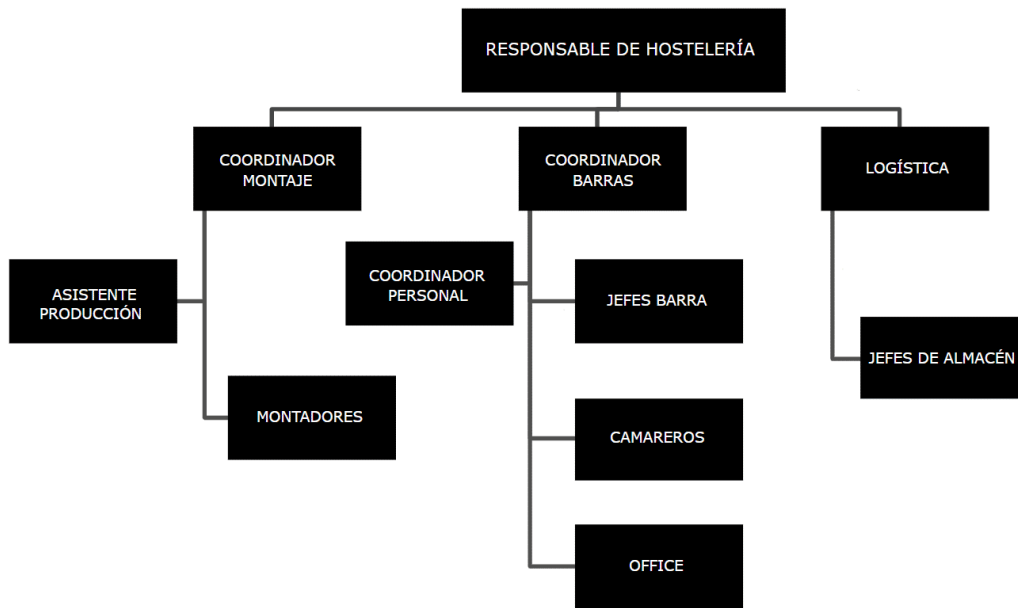 RESPONSABLE DE HOSTELERÍA
COORDINADOR
MONTAJE
COORDINADOR
BARRAS
LOGÍSTICA
ASISTENTE
PRODUCCIÓN
COORDINADOR
PERSONAL
JEFES BARRA
JEFES DE ALMACÉN
MONTADORES
CAMAREROS
OFFICE